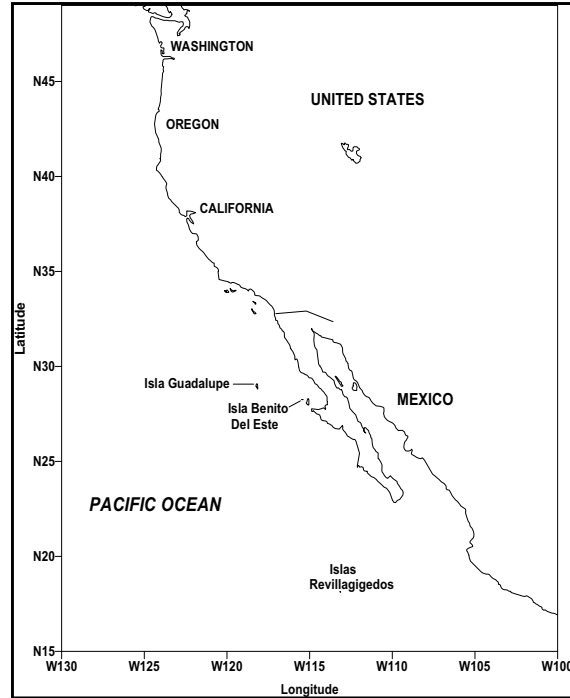 WASHINGTON
N45
UNITED STATES
OREGON
N40
CALIFORNIA
N35
Latitude
N30
Isla Guadalupe
MEXICO
Isla Benito
Del Este
N25
PACIFIC OCEAN
N20
Islas
Revillagigedos
N15
W130
W125
W120
W115
W110
W105
W100
Longitude